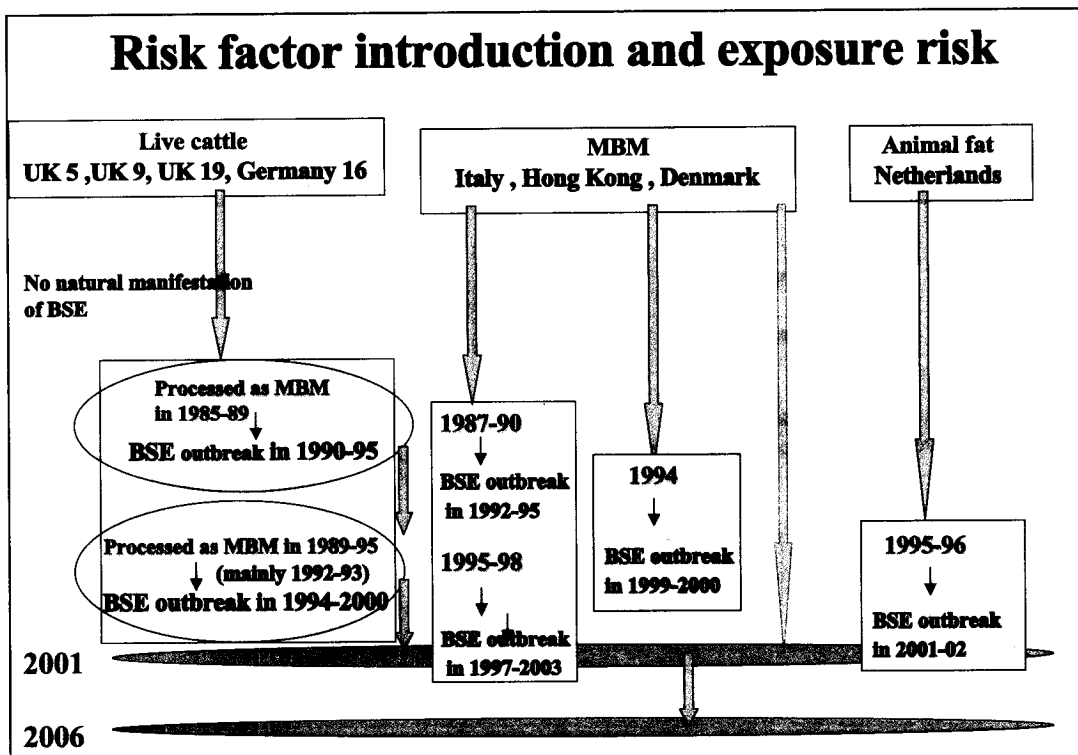 Risk factor introduction and exposure risk
Live cattle
UK 5 ,UK 9, UK 19, Germany 16
MBM
Italy , Hong Kong , Denmark
Animal fat
Netherlands
No natural manifestation
of BSE
Processed as MBM
in 1985-89
BSE outbreak in 1990-95
Processed as MBM in 1989-95
(mainly 1992-93)
BSE outbreak in 1994-2000
1987-90
BSE outbreak
in 1992-95
1995-98
BSE outbreak
in 1997-2003
1994
BSE outbreak
in 1999-2000
1995-96
BSE outbreak
in 2001-02
2001
2006